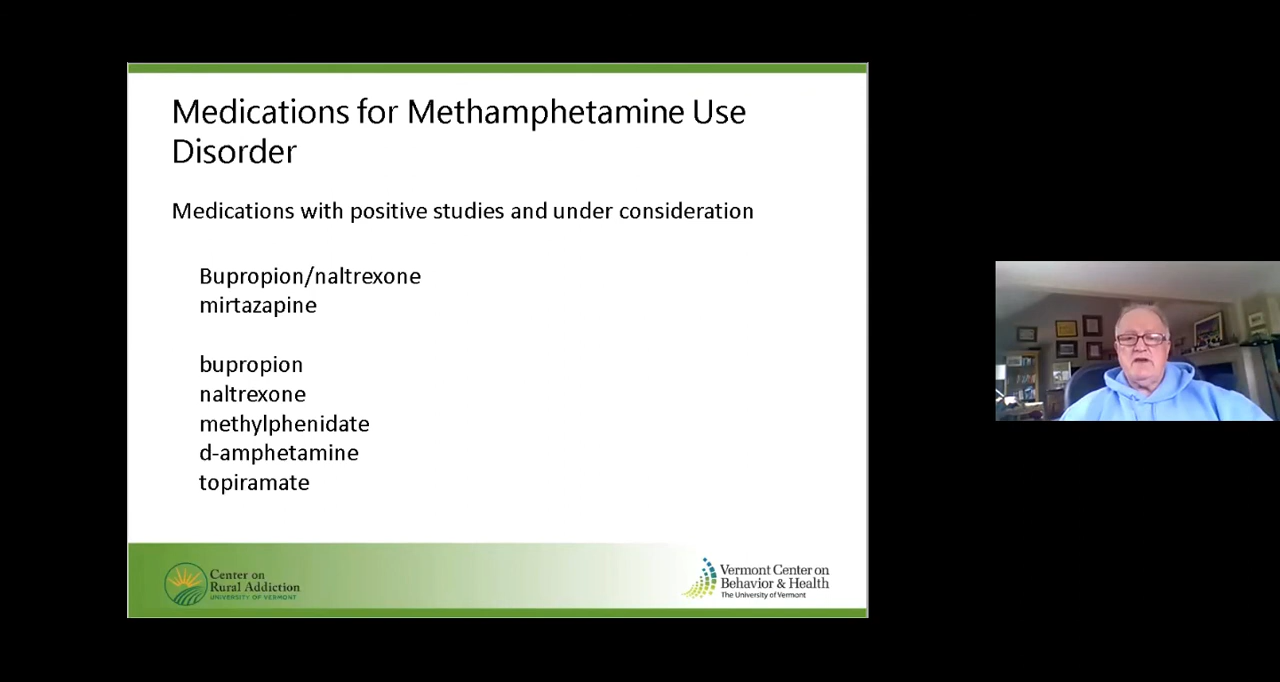 Medications for Methamphetamine Use
Disorder
Medications with positive studies and under consideration
Bupropion/naltrexone
mirtazapine
bupropion
naltrexone
methylphenidate
d-amphetamine
topiramate
Center on
Rural Addiction
UNIVERSITY OF VERMONT
Vermont Center on
Behavior & Health
The University of Vermont